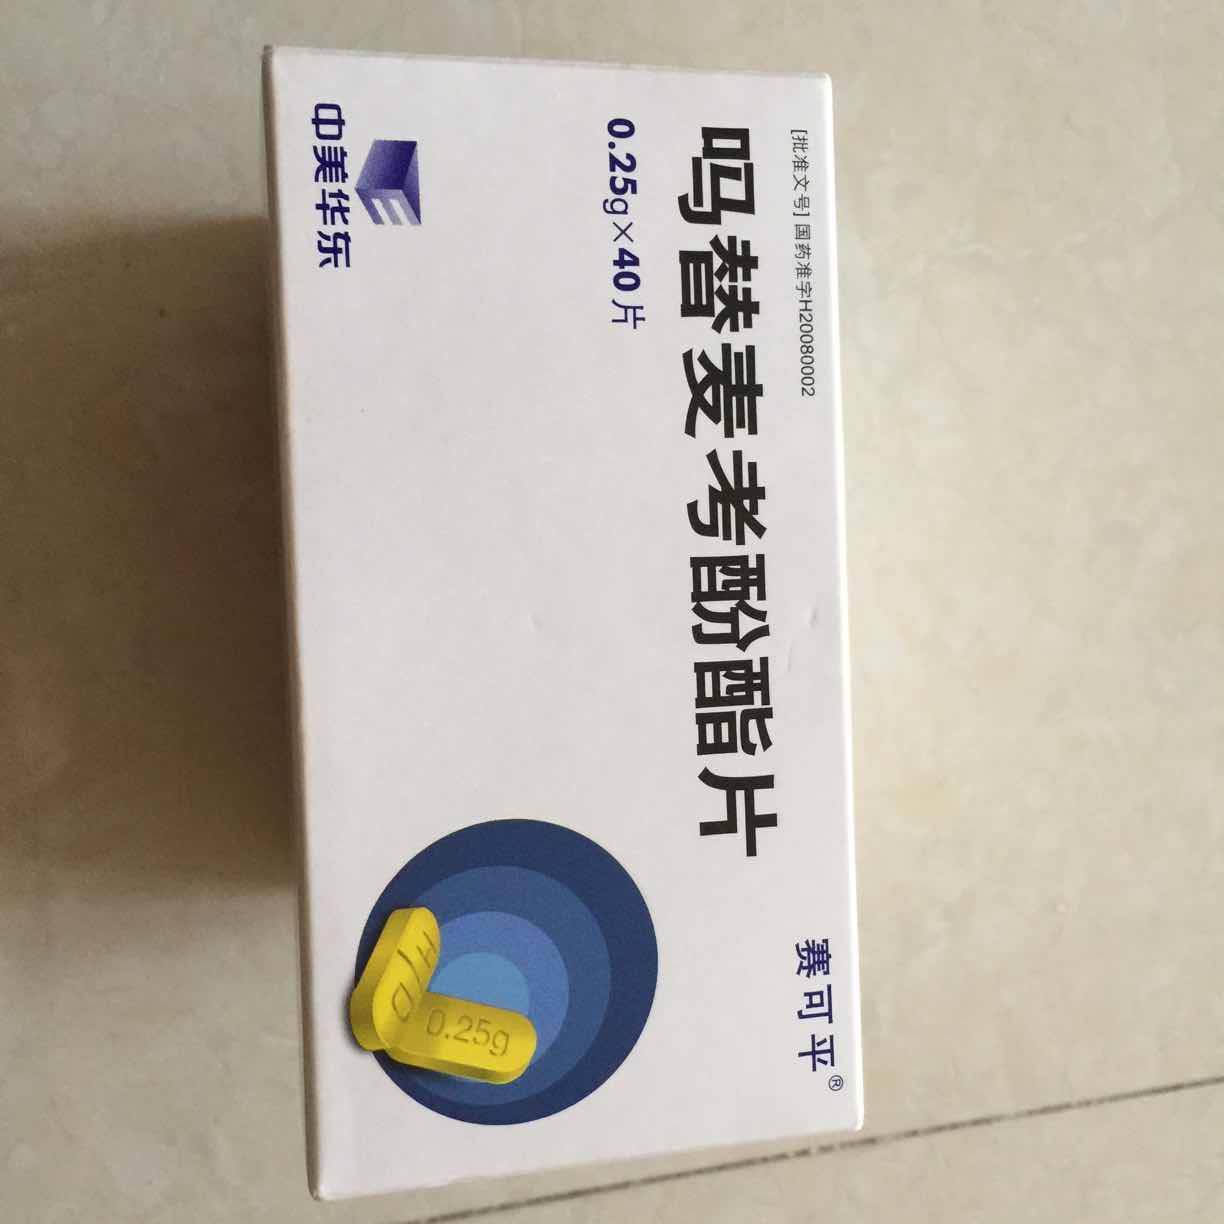 [批准文号] 国药准字H20080002
赛可平®
吗替麦考酚酯片
0.25g×40片
中美华东
H/D
0.25g